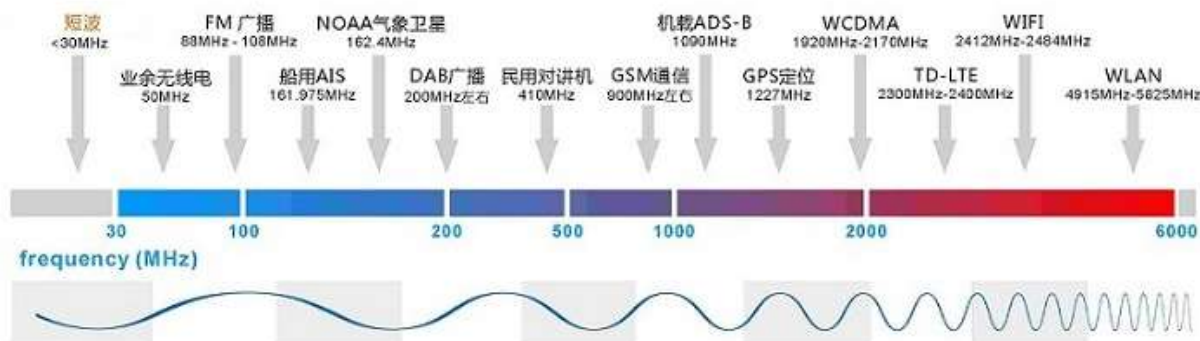 短波
<30MHz
FM 广播
88MHz - 108MHz
NOAA气象卫星
162.4MHz
机载ADS-B
1090MHz
WCDMA
1920MHz-2170MHz
WIFI
2412MHz-2484MHz
业余无线电
50MHz
船用AIS
161.975MHz
DAB广播
200MHz左右
民用对讲机
410MHz
GSM通信
900MHz左右
GPS定位
1227MHz
TD-LTE
2300MHz-2400MHz
WLAN
4915MHz-5825MHz
30
100
200
500
1000
2000
6000
frequency (MHz)